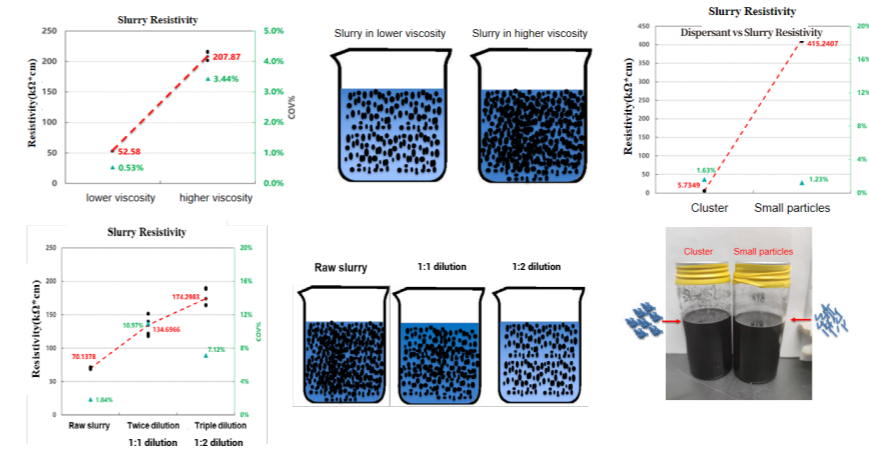 Slurry Resistivity
250
200
150
100
50
0
Resistivity(kΩ*cm)
5.0%
4.0%
3.0%
2.0%
1.0%
0.0%
COV%
207.87
3.44%
52.58
0.53%
lower viscosity higher viscosity
Slurry in lower viscosity
Slurry in higher viscosity
Slurry Resistivity
Dispersant vs Slurry Resistivity
450
400
350
300
250
200
150
100
50
0
Resistivity(kΩ*cm)
20%
16%
12%
8%
4%
0%
415.2407
1.63%
5.7349
1.23%
Cluster Small particles
Slurry Resistivity
250
200
150
100
50
0
Resistivity(kΩ*cm)
20%
16%
12%
8%
4%
0%
COV%
174.2983
10.97%
134.6966
70.1378
7.12%
1.84%
Raw slurry Twice dilution Triple dilution
1:1 dilution 1:2 dilution
Raw slurry
1:1 dilution
1:2 dilution
Cluster Small particles